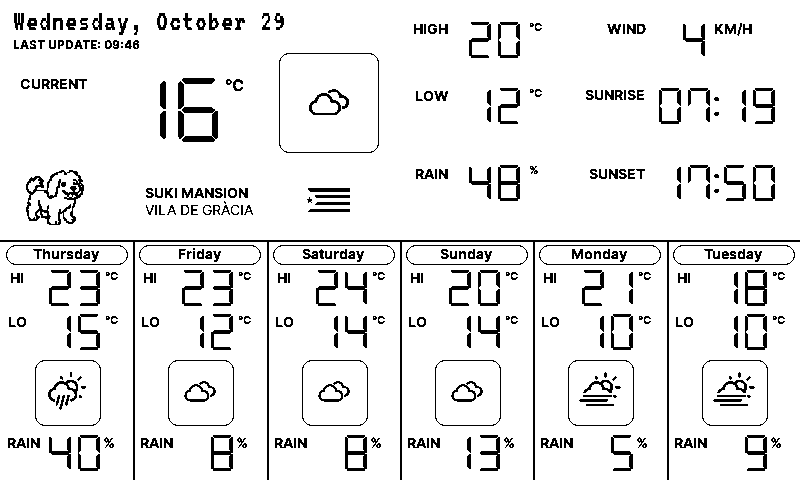 Wednesday, October 29
LAST UPDATE: 09:46
CURRENT 16 °C
SUKI MANSION
VILA DE GRÀCIA
HIGH 20 °C
LOW 12 °C
RAIN 48 %
WIND 4 KM/H
SUNRISE 07:19
SUNSET 17:50
Thursday
HI 23 °C
LO 15 °C
RAIN 40 %
Friday
HI 23 °C
LO 12 °C
RAIN 8 %
Saturday
HI 24 °C
LO 14 °C
RAIN 8 %
Sunday
HI 20 °C
LO 14 °C
RAIN 13 %
Monday
HI 21 °C
LO 10 °C
RAIN 5 %
Tuesday
HI 18 °C
LO 10 °C
RAIN 9 %